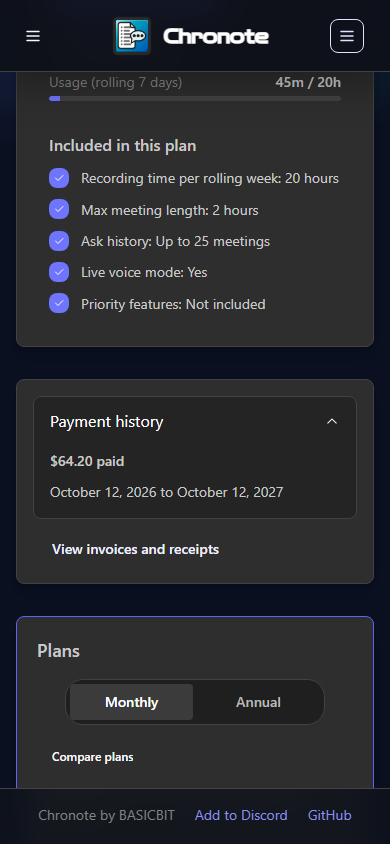 Chronote
Usage (rolling 7 days) 45m / 20h
Included in this plan
Recording time per rolling week: 20 hours
Max meeting length: 2 hours
Ask history: Up to 25 meetings
Live voice mode: Yes
Priority features: Not included
Payment history
$64.20 paid
October 12, 2026 to October 12, 2027
View invoices and receipts
Plans
Monthly Annual
Compare plans
Chronote by BASICBIT Add to Discord GitHub